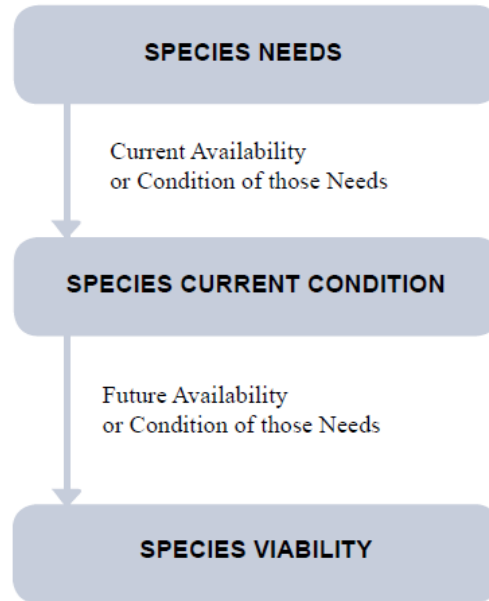 SPECIES NEEDS
Current Availability
or Condition of those Needs
SPECIES CURRENT CONDITION
Future Availability
or Condition of those Needs
SPECIES VIABILITY